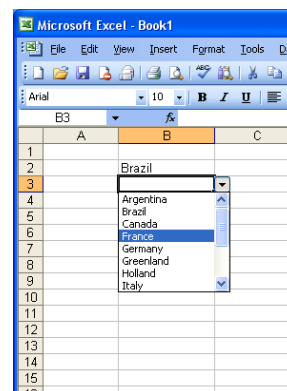 Microsoft Excel - Book1
File Edit View Insert Format Tools D
ABC
Arial 10 B I U
B3 fx
A B C
1
2 Brazil
3
4 Argentina
5 Brazil
6 Canada
7 France
8 Germany
9 Greenland
10 Holland
11 Italy
12
13
14
15